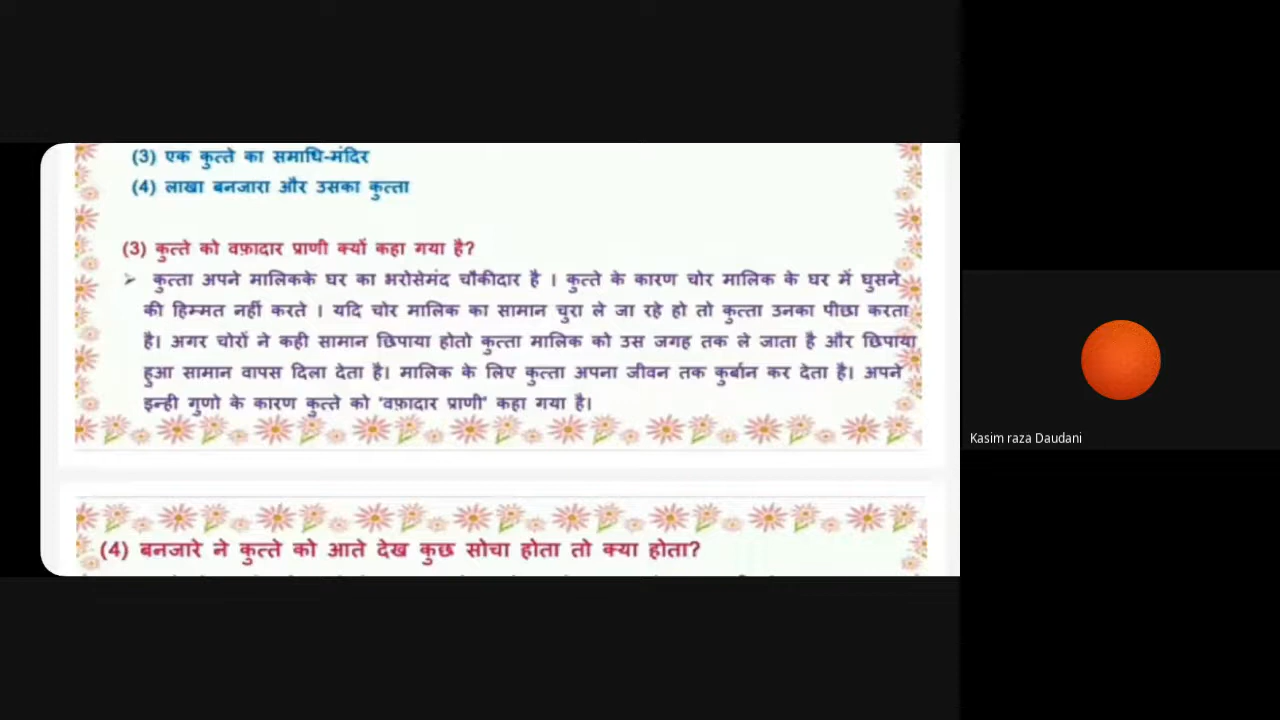 (3) एक कुत्ते का समाधि-मंदिर
(4) लाखा बनजारा और उसका कुत्ता
(3) कुत्ते को वफ़ादार प्राणी क्यों कहा गया है?
➢ कुत्ता अपने मालिकके घर का भरोसेमंद चौकीदार है । कुत्ते के कारण चोर मालिक के घर में घुसने
की हिम्मत नहीं करते । यदि चोर मालिक का सामान चुरा ले जा रहे हो तो कुत्ता उनका पीछा करता
है। अगर चोरों ने कही सामान छिपाया होतो कुत्ता मालिक को उस जगह तक ले जाता है और छिपाया
हुआ सामान वापस दिला देता है। मालिक के लिए कुत्ता अपना जीवन तक कुर्बान कर देता है। अपने
इन्ही गुणो के कारण कुत्ते को 'वफ़ादार प्राणी' कहा गया है।
(4) बनजारे ने कुत्ते को आते देख कुछ सोचा होता तो क्या होता?
Kasim raza Daudani